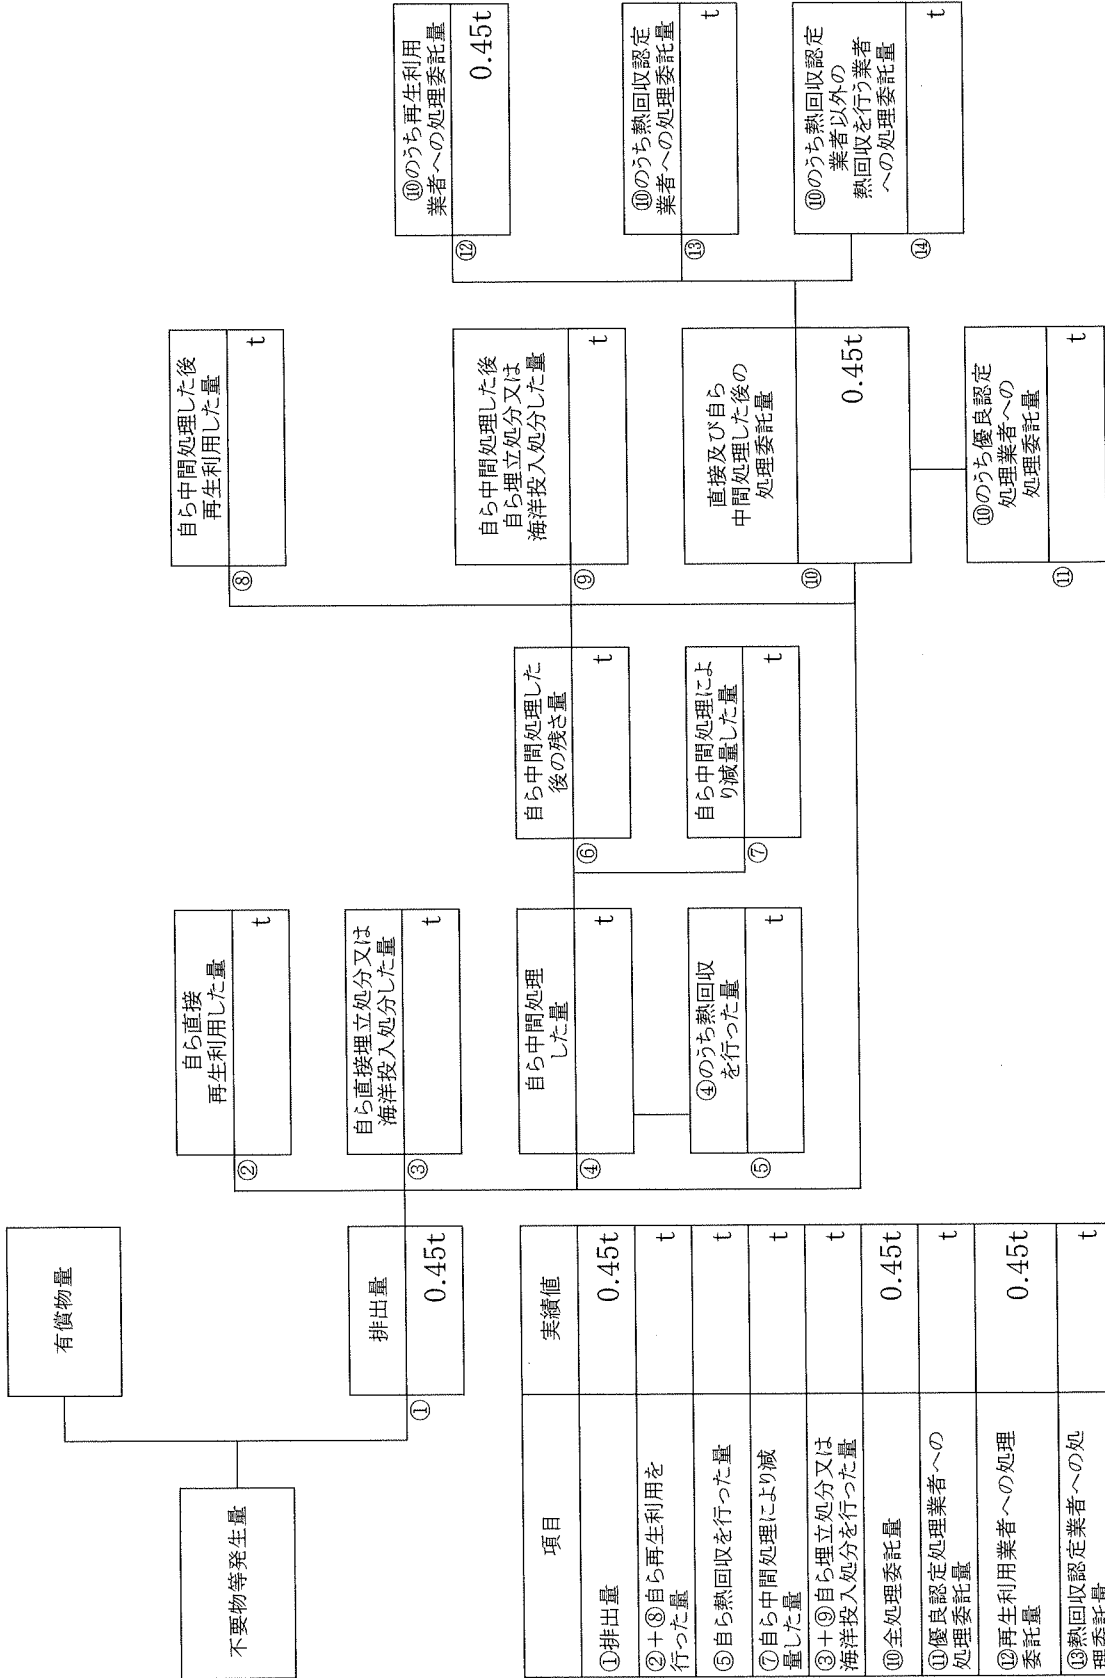 不要物等発生量
有償物量
①
排出量
0.45t
②
自ら直接
再生利用した量
t
③
自ら直接埋立処分又は
海洋投入処分した量
t
④
自ら中間処理
した量
t
⑤
④のうち熱回収
を行った量
t
⑥
自ら中間処理した
後の残さ量
t
⑦
自ら中間処理によ
り減量した量
t
⑧
自ら中間処理した後
再生利用した量
t
⑨
自ら中間処理した後
自ら埋立処分又は
海洋投入処分した量
t
⑩
直接及び自ら
中間処理した後の
処理委託量
0.45t
⑪
⑩のうち優良認定
処理業者への
処理委託量
t
⑫
⑩のうち再生利用
業者への処理委託量
0.45t
⑬
⑩のうち熱回収認定
業者への処理委託量
t
⑭
⑩のうち熱回収認定
業者以外の
熱回収を行う業者
への処理委託量
t
項目 実績値
①排出量 0.45t
②+⑧自ら再生利用を
行った量 t
⑤自ら熱回収を行った量 t
⑦自ら中間処理により減
量した量 t
③+⑨自ら埋立処分又は
海洋投入処分を行った量 t
⑩全処理委託量 0.45t
⑪優良認定処理業者への
処理委託量 t
⑫再生利用業者への処理
委託量 0.45t
⑬熱回収認定業者への処
理委託量 t